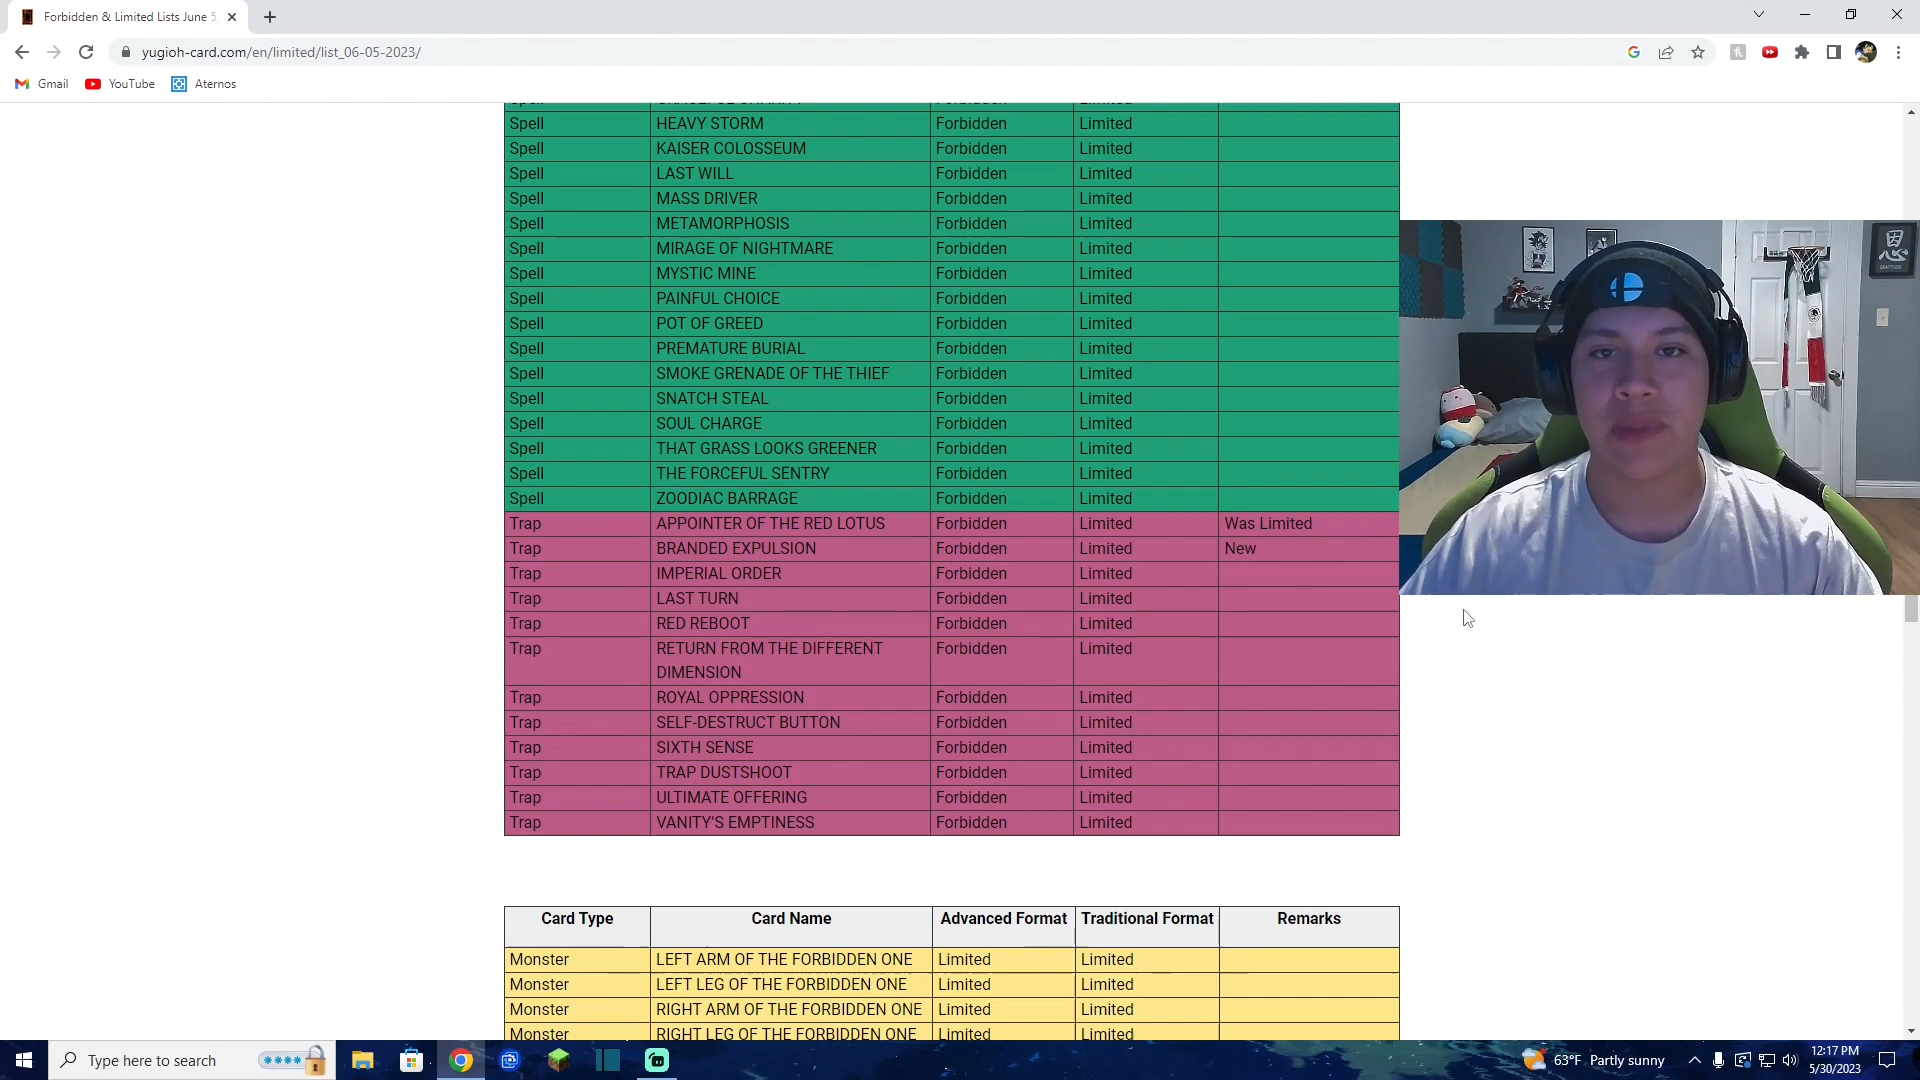 Forbidden & Limited Lists June 5
yugioh-card.com/en/limited/list_06-05-2023/
Gmail YouTube Aternos
Spell HEAVY STORM Forbidden Limited
Spell KAISER COLOSSEUM Forbidden Limited
Spell LAST WILL Forbidden Limited
Spell MASS DRIVER Forbidden Limited
Spell METAMORPHOSIS Forbidden Limited
Spell MIRAGE OF NIGHTMARE Forbidden Limited
Spell MYSTIC MINE Forbidden Limited
Spell PAINFUL CHOICE Forbidden Limited
Spell POT OF GREED Forbidden Limited
Spell PREMATURE BURIAL Forbidden Limited
Spell SMOKE GRENADE OF THE THIEF Forbidden Limited
Spell SNATCH STEAL Forbidden Limited
Spell SOUL CHARGE Forbidden Limited
Spell THAT GRASS LOOKS GREENER Forbidden Limited
Spell THE FORCEFUL SENTRY Forbidden Limited
Spell ZOODIAC BARRAGE Forbidden Limited
Trap APPOINTER OF THE RED LOTUS Forbidden Limited Was Limited
Trap BRANDED EXPULSION Forbidden Limited New
Trap IMPERIAL ORDER Forbidden Limited
Trap LAST TURN Forbidden Limited
Trap RED REBOOT Forbidden Limited
Trap RETURN FROM THE DIFFERENT Forbidden Limited
DIMENSION
Trap ROYAL OPPRESSION Forbidden Limited
Trap SELF-DESTRUCT BUTTON Forbidden Limited
Trap SIXTH SENSE Forbidden Limited
Trap TRAP DUSTSHOOT Forbidden Limited
Trap ULTIMATE OFFERING Forbidden Limited
Trap VANITY'S EMPTINESS Forbidden Limited
Card Type Card Name Advanced Format Traditional Format Remarks
Monster LEFT ARM OF THE FORBIDDEN ONE Limited Limited
Monster LEFT LEG OF THE FORBIDDEN ONE Limited Limited
Monster RIGHT ARM OF THE FORBIDDEN ONE Limited Limited
Monster RIGHT LEG OF THE FORBIDDEN ONE Limited Limited
恩
GRATITUDE
Type here to search
63°F Partly sunny
12:17 PM
5/30/2023